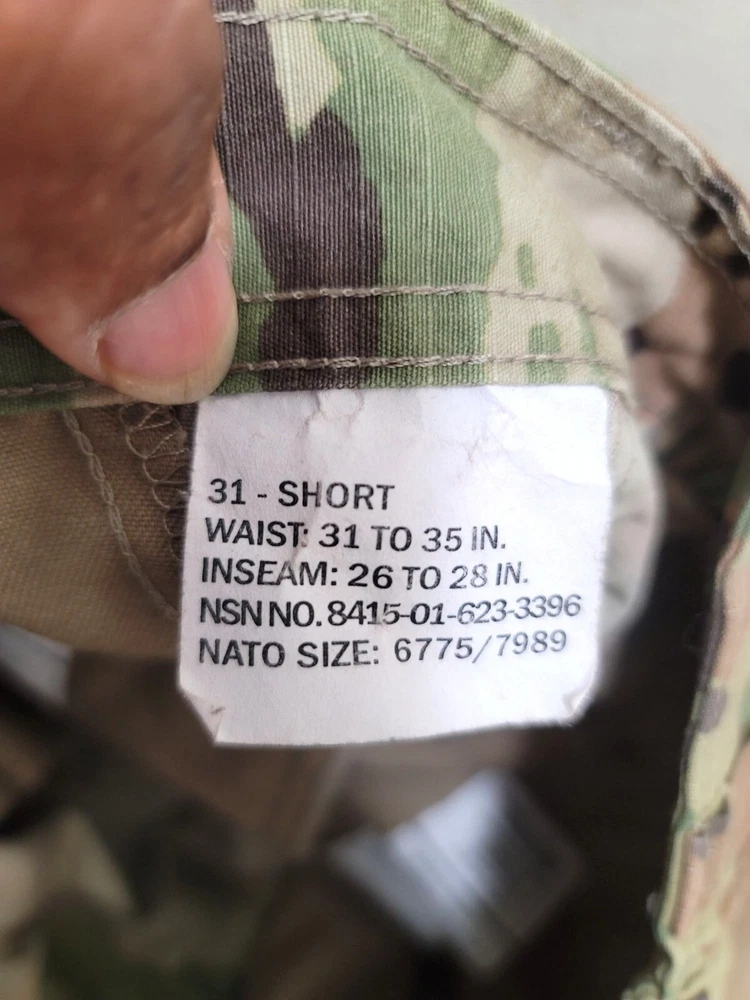 31 - SHORT
WAIST: 31 TO 35 IN.
INSEAM: 26 TO 28 IN.
NSN NO. 8415-01-623-3396
NATO SIZE: 6775/7989